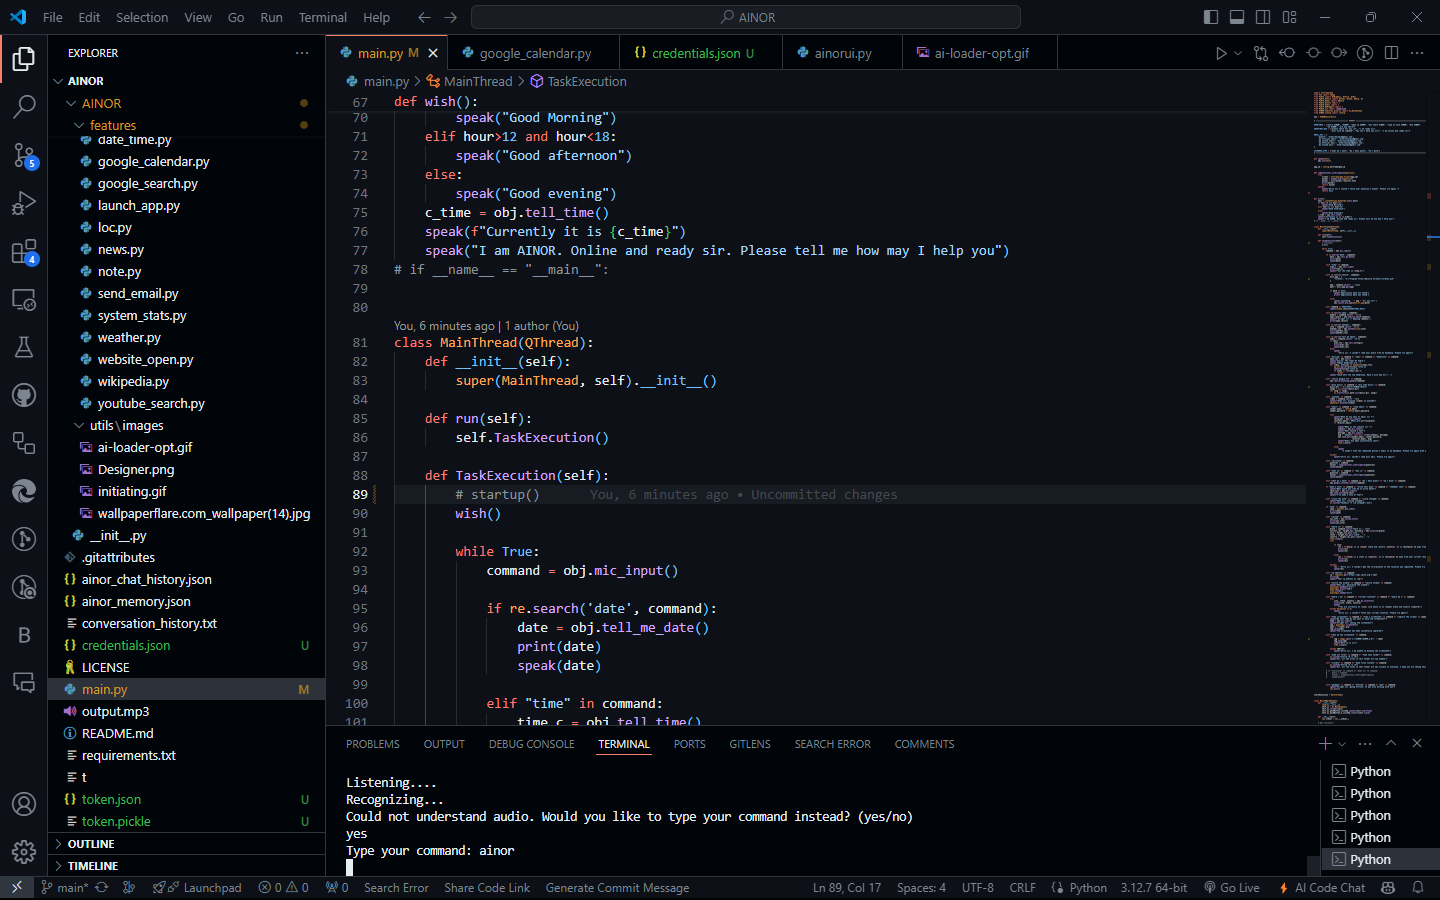 File Edit Selection View Go Run Terminal Help
AINOR
EXPLORER
AINOR
AINOR
features
date_time.py
google_calendar.py
google_search.py
launch_app.py
loc.py
news.py
note.py
send_email.py
system_stats.py
weather.py
website_open.py
wikipedia.py
youtube_search.py
utils\images
ai-loader-opt.gif
Designer.png
initiating.gif
wallpaperflare.com_wallpaper(14).jpg
__init__.py
.gitattributes
ainor_chat_history.json
ainor_memory.json
conversation_history.txt
credentials.json U
LICENSE
main.py M
output.mp3
README.md
requirements.txt
t
token.json U
token.pickle U
OUTLINE
TIMELINE
5
4
B
main.py M
google_calendar.py
credentials.json U
ainorui.py
ai-loader-opt.gif
main.py > MainThread > TaskExecution
67 def wish():
70 speak("Good Morning")
71 elif hour>12 and hour<18:
72 speak("Good afternoon")
73 else:
74 speak("Good evening")
75 c_time = obj.tell_time()
76 speak(f"Currently it is {c_time}")
77 speak("I am AINOR. Online and ready sir. Please tell me how may I help you")
78 # if __name__ == "__main__":
79
80
You, 6 minutes ago | 1 author (You)
81 class MainThread(QThread):
82 def __init__(self):
83 super(MainThread, self).__init__()
84
85 def run(self):
86 self.TaskExecution()
87
88 def TaskExecution(self):
89 # startup() You, 6 minutes ago • Uncommitted changes
90 wish()
91
92 while True:
93 command = obj.mic_input()
94
95 if re.search('date', command):
96 date = obj.tell_me_date()
97 print(date)
98 speak(date)
99
100 elif "time" in command:
101 time_c = obj.tell_time()
PROBLEMS OUTPUT DEBUG CONSOLE TERMINAL PORTS GITLENS SEARCH ERROR COMMENTS
Listening....
Recognizing...
Could not understand audio. Would you like to type your command instead? (yes/no)
yes
Type your command: ainor
Python
Python
Python
Python
Python
main* Launchpad 0 0 0 Search Error Share Code Link Generate Commit Message Ln 89, Col 17 Spaces: 4 UTF-8 CRLF Python 3.12.7 64-bit Go Live AI Code Chat